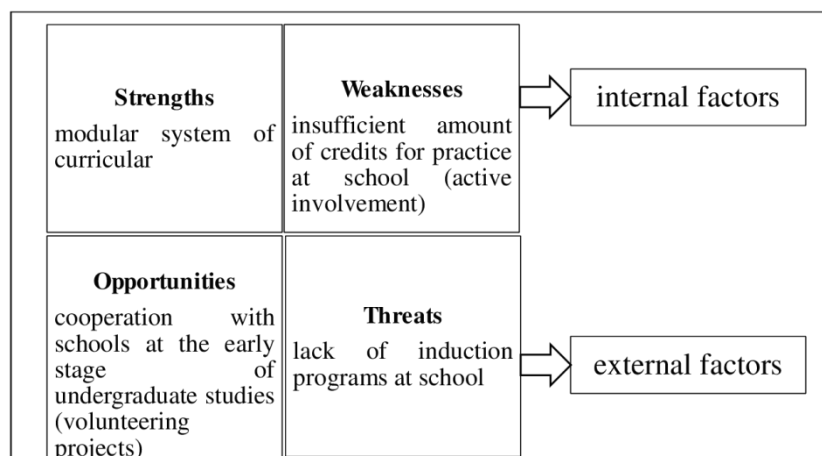 Strengths
modular system of
curricular
Weaknesses
insufficient amount
of credits for practice
at school (active
involvement)
internal factors
Opportunities
cooperation with
schools at the early
stage of
undergraduate studies
(volunteering
projects)
Threats
lack of induction
programs at school
external factors